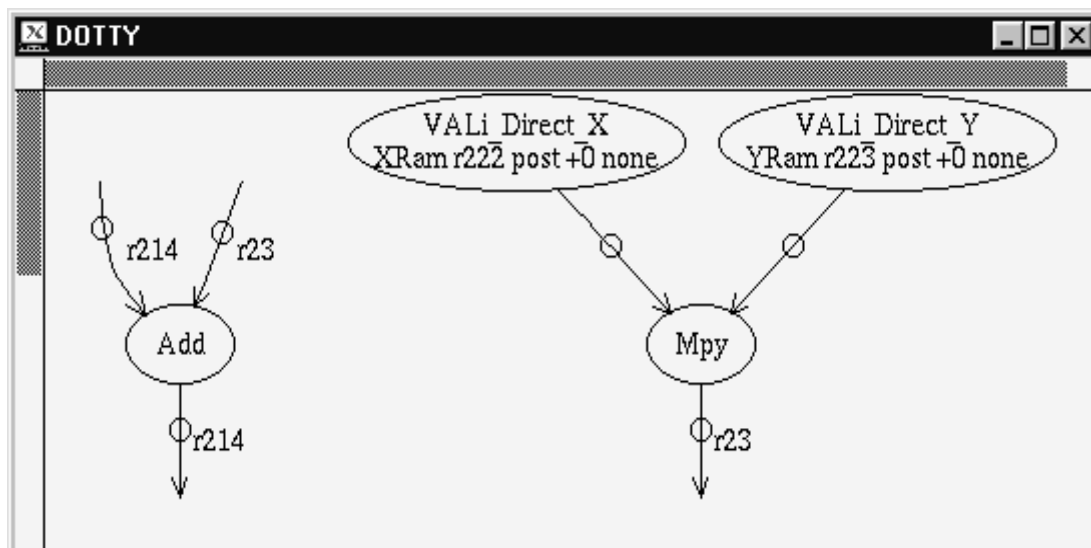 DOTTY
VALi_Direct_X
XRam r222 post +0 none
VALi_Direct_Y
YRam r223 post +0 none
r214
r23
Add
Mpy
r214
r23